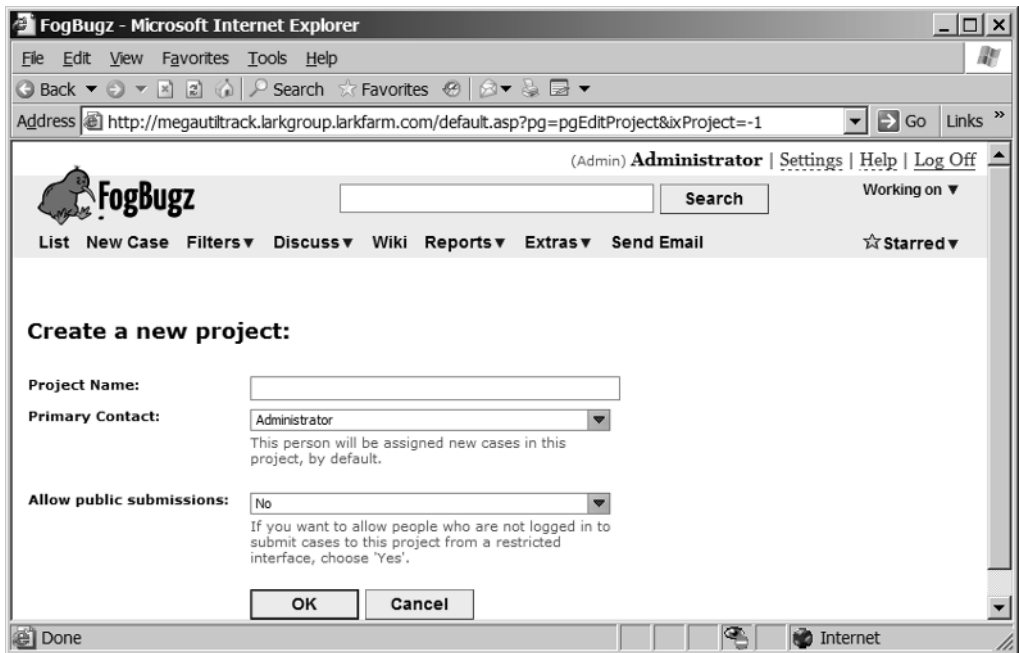 FogBugz - Microsoft Internet Explorer
File Edit View Favorites Tools Help
Back Search Favorites
Address http://megautiltrack.larkgroup.larkfarm.com/default.asp?pg=pgEditProject&ixProject=-1 Go Links »
(Admin) Administrator | Settings | Help | Log Off
FogBugz Search Working on ▼
List New Case Filters ▼ Discuss ▼ Wiki Reports ▼ Extras ▼ Send Email ☆ Starred ▼
Create a new project:
Project Name:
Primary Contact: Administrator
This person will be assigned new cases in this
project, by default.
Allow public submissions: No
If you want to allow people who are not logged in to
submit cases to this project from a restricted
interface, choose 'Yes'.
OK Cancel
Done Internet